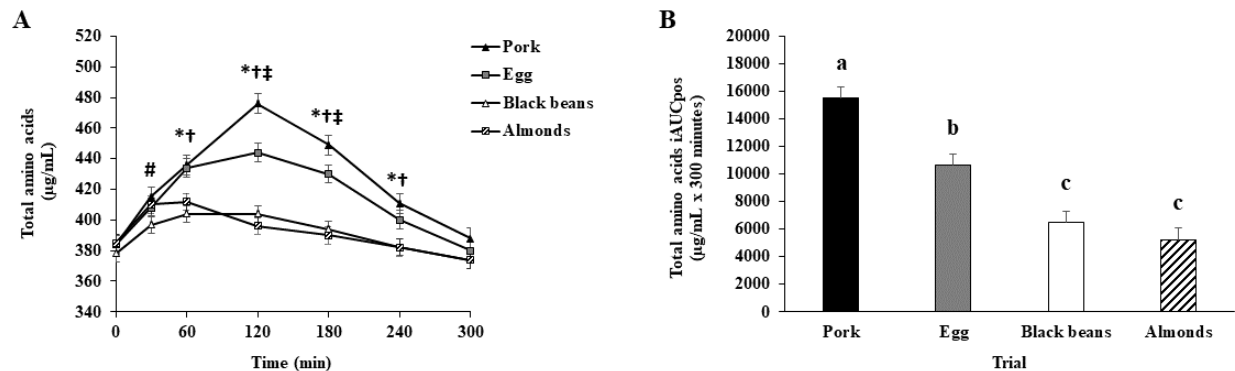 A
Total amino acids
(µg/mL)
520
500
480
460
440
420
400
380
360
340
0
60
120
180
240
300
Time (min)
#
*†
*†‡
*†‡
*†
Pork
Egg
Black beans
Almonds
B
Total amino acids iAUCpos
(µg/mL x 300 minutes)
20000
18000
16000
14000
12000
10000
8000
6000
4000
2000
0
a
b
c
c
Pork
Egg
Black beans
Almonds
Trial